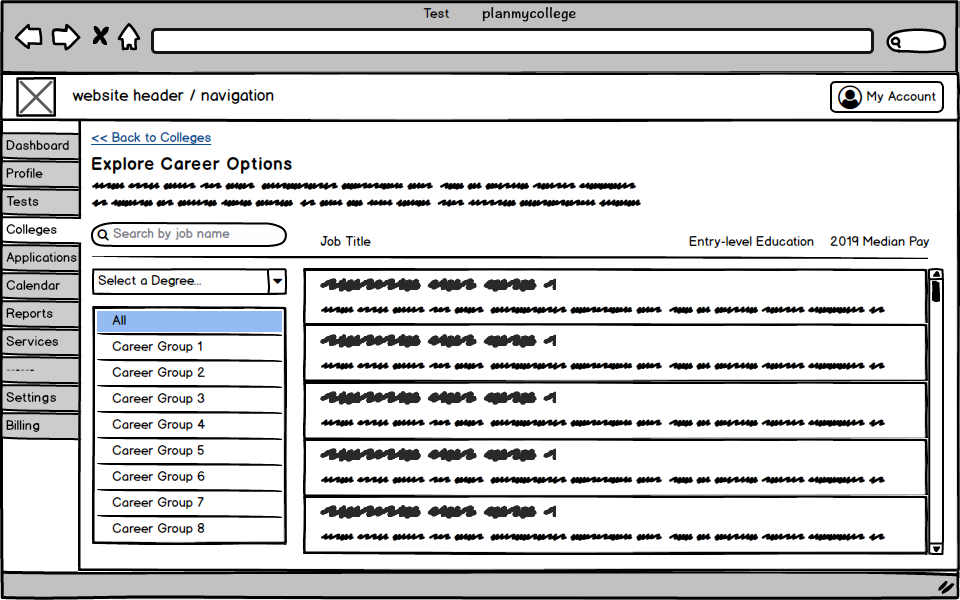 Test planmycollege
website header / navigation
My Account
Dashboard
Profile
Tests
Colleges
Applications
Calendar
Reports
Services
Settings
Billing
<< Back to Colleges
Explore Career Options
Search by job name
Job Title
Entry-level Education
2019 Median Pay
Select a Degree...
All
Career Group 1
Career Group 2
Career Group 3
Career Group 4
Career Group 5
Career Group 6
Career Group 7
Career Group 8